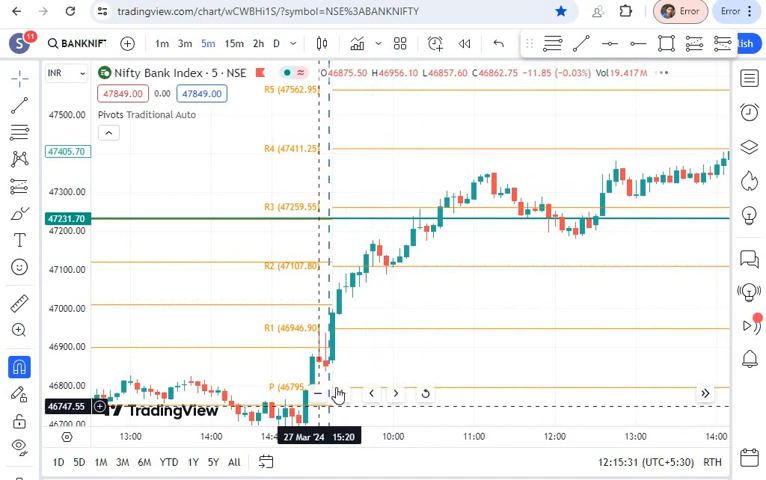 tradingview.com/chart/wCWBHi1S/?symbol=NSE%3ABANKNIFTY
Error
Error
S 11
BANKNIF
1m 3m 5m 15m 2h D
lish
INR
Nifty Bank Index · 5 · NSE
O46875.50 H46956.10 L46857.60 C46862.75 −11.85 (−0.03%) Vol19.417M
47849.00 0.00 47849.00
Pivots Traditional Auto
R5 (47562.95)
47500.00
R4 (47411.25)
47405.70
47300.00
R3 (47259.55)
47231.70
47200.00
R2 (47107.80)
47100.00
47000.00
R1 (46946.90)
46900.00
P (46795.
46800.00
46747.55
TradingView
46700.00
13:00 14:00 14:4 27 Mar '24 15:20 10:00 11:00 12:00 13:00 14:00
1D 5D 1M 3M 6M YTD 1Y 5Y All
12:15:31 (UTC+5:30) RTH